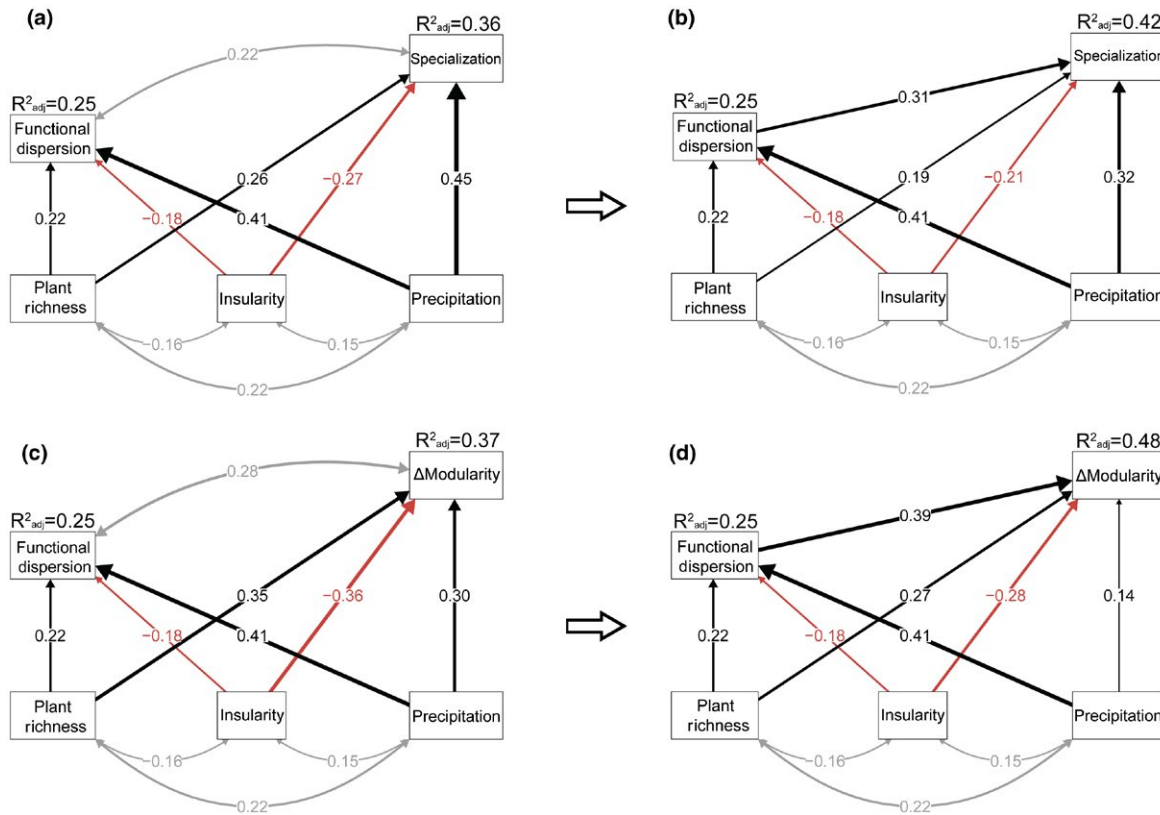 (a)
R²adj=0.36
Specialization
0.22
R²adj=0.25
Functional
dispersion
0.26
−0.27
0.45
0.22
−0.18
0.41
Plant
richness
Insularity
Precipitation
−0.16
0.15
0.22
(b)
R²adj=0.42
Specialization
0.31
R²adj=0.25
Functional
dispersion
0.19
−0.21
0.32
0.22
−0.18
0.41
Plant
richness
Insularity
Precipitation
−0.16
0.15
0.22
(c)
R²adj=0.37
ΔModularity
0.28
R²adj=0.25
Functional
dispersion
0.35
−0.36
0.30
0.22
−0.18
0.41
Plant
richness
Insularity
Precipitation
−0.16
0.15
0.22
(d)
R²adj=0.48
ΔModularity
0.39
R²adj=0.25
Functional
dispersion
0.27
−0.28
0.14
0.22
−0.18
0.41
Plant
richness
Insularity
Precipitation
−0.16
0.15
0.22